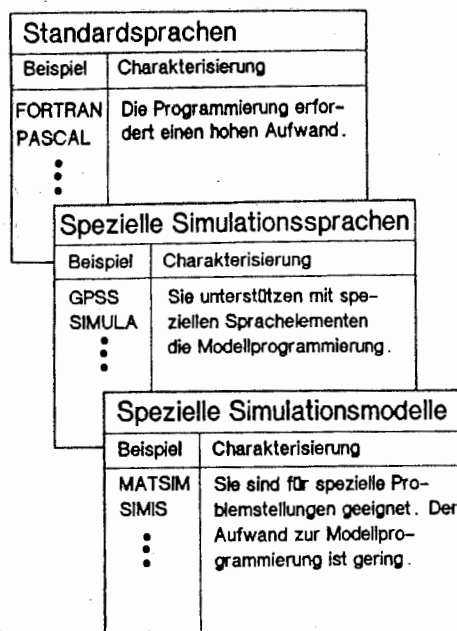 Standardsprachen
Beispiel Charakterisierung
FORTRAN Die Programmierung erfor-
PASCAL dert einen hohen Aufwand.
Spezielle Simulationssprachen
Beispiel Charakterisierung
GPSS Sie unterstützen mit spe-
SIMULA ziellen Sprachelementen
die Modellprogrammierung.
Spezielle Simulationsmodelle
Beispiel Charakterisierung
MATSIM Sie sind für spezielle Pro-
SIMIS blemstellungen geeignet. Der
Aufwand zur Modellpro-
grammierung ist gering.